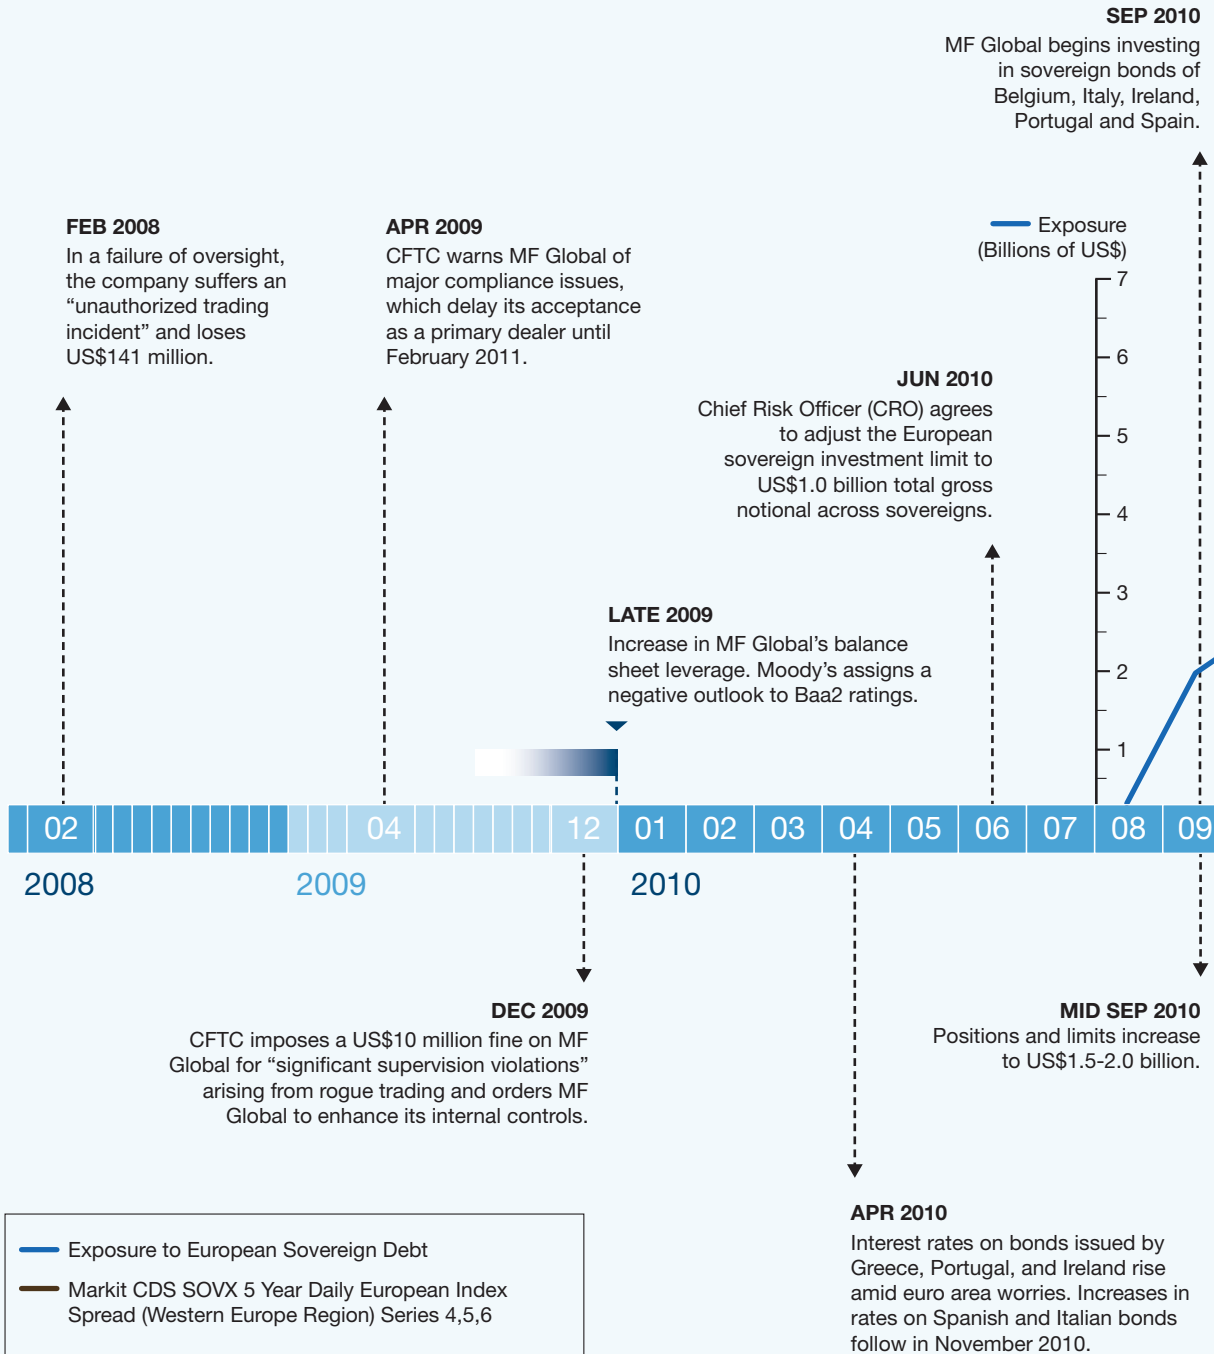 SEP 2010
MF Global begins investing
in sovereign bonds of
Belgium, Italy, Ireland,
Portugal and Spain.
FEB 2008
In a failure of oversight,
the company suffers an
“unauthorized trading
incident” and loses
US$141 million.
APR 2009
CFTC warns MF Global of
major compliance issues,
which delay its acceptance
as a primary dealer until
February 2011.
Exposure
(Billions of US$)
7
6
5
4
3
2
1
JUN 2010
Chief Risk Officer (CRO) agrees
to adjust the European
sovereign investment limit to
US$1.0 billion total gross
notional across sovereigns.
LATE 2009
Increase in MF Global’s balance
sheet leverage. Moody’s assigns a
negative outlook to Baa2 ratings.
02 04 12 01 02 03 04 05 06 07 08 09
2008 2009 2010
DEC 2009
CFTC imposes a US$10 million fine on MF
Global for “significant supervision violations”
arising from rogue trading and orders MF
Global to enhance its internal controls.
MID SEP 2010
Positions and limits increase
to US$1.5-2.0 billion.
APR 2010
Interest rates on bonds issued by
Greece, Portugal, and Ireland rise
amid euro area worries. Increases in
rates on Spanish and Italian bonds
follow in November 2010.
Exposure to European Sovereign Debt
Markit CDS SOVX 5 Year Daily European Index
Spread (Western Europe Region) Series 4,5,6